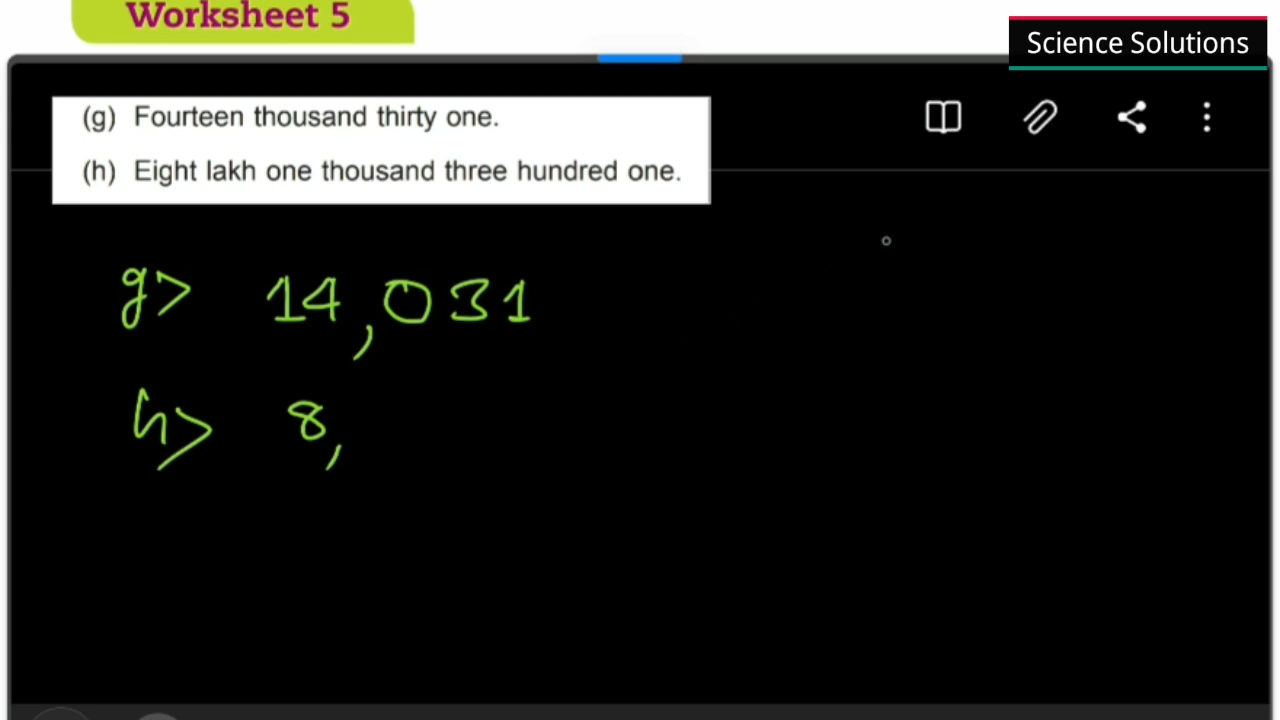 Worksheet 5
Science Solutions
(g) Fourteen thousand thirty one.
(h) Eight lakh one thousand three hundred one.
g> 14,031
h> 8,